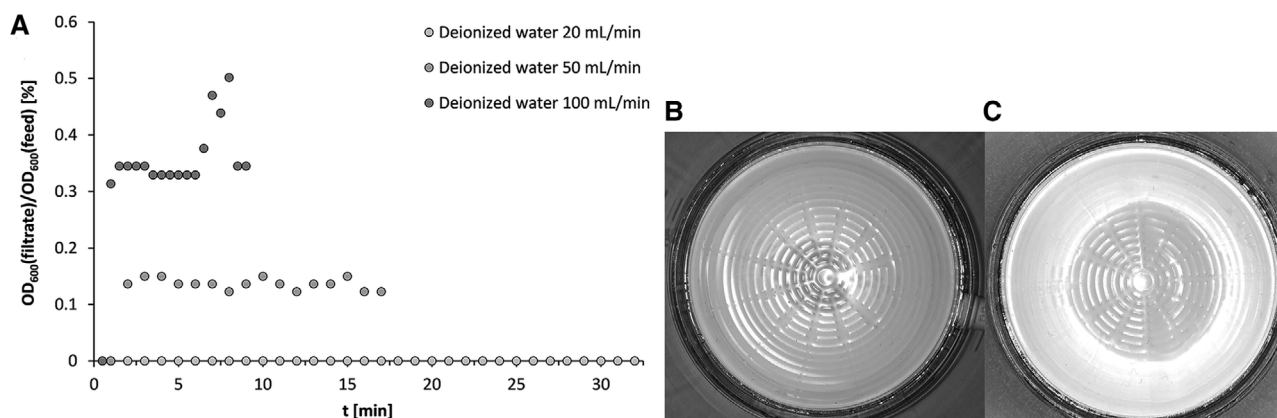 A
OD600(filtrate)/OD600(feed) [%]
0.6
0.5
0.4
0.3
0.2
0.1
0
0 5 10 15 20 25 30
t [min]
Deionized water 20 mL/min
Deionized water 50 mL/min
Deionized water 100 mL/min
B
C